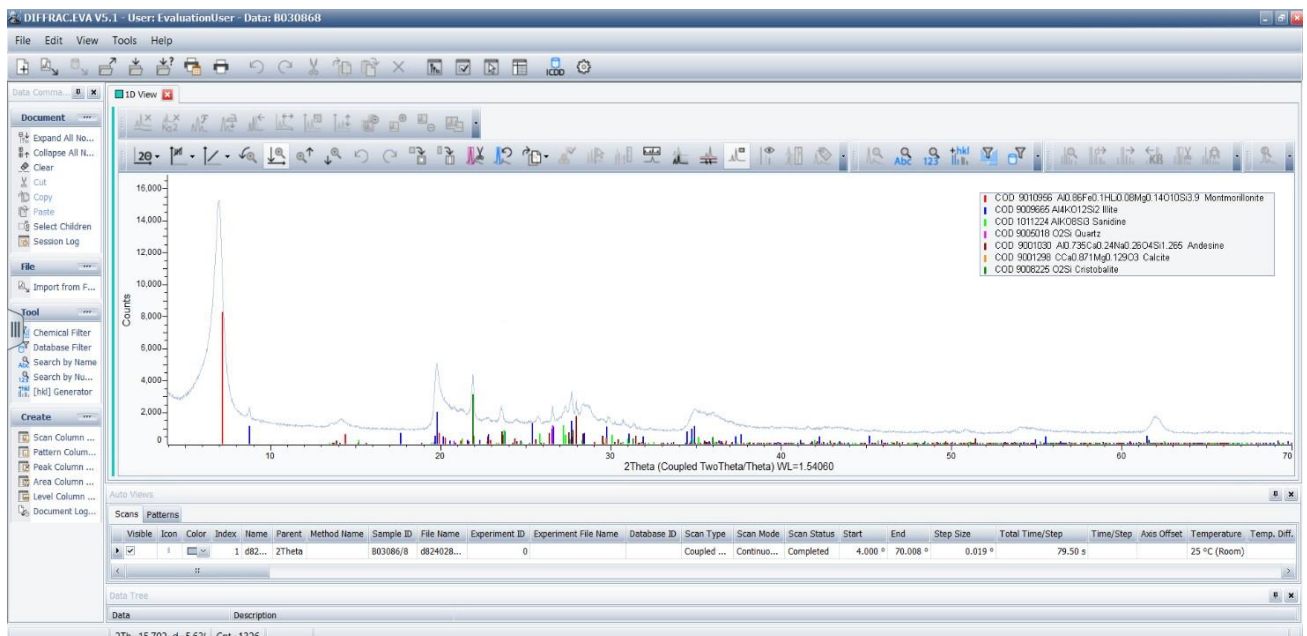 DIFFRAC.EVA V5.1 - User: EvaluationUser - Data: B030868
File Edit View Tools Help
ICDD
Data Comma...
1D View
Document
Expand All No...
Collapse All N...
Clear
Cut
Copy
Paste
Select Children
Session Log
File
Import from F...
Tool
Chemical Filter
Database Filter
Search by Name
Search by Nu...
[hkl] Generator
Create
Scan Column ...
Pattern Colum...
Peak Column ...
Area Column ...
Level Column ...
Document Log...
2θ
Abc
123
+hkl
KB
COD 9010956 Al0.86Fe0.1HLi0.08Mg0.14O10Si3.9 Montmorillonite
COD 9009665 Al4KO12Si2 Illite
COD 1011224 AlKO8Si3 Sanidine
COD 9005018 O2Si Quartz
COD 9001030 Al0.735Ca0.24Na0.26O4Si1.265 Andesine
COD 9001298 CCa0.871Mg0.129O3 Calcite
COD 9008225 O2Si Cristobalite
Counts
16,000
14,000
12,000
10,000
8,000
6,000
4,000
2,000
0
10 20 30 40 50 60 70
2Theta (Coupled TwoTheta/Theta) WL=1.54060
Auto Views
Scans Patterns
Visible Icon Color Index Name Parent Method Name Sample ID File Name Experiment ID Experiment File Name Database ID Scan Type Scan Mode Scan Status Start End Step Size Total Time/Step Time/Step Axis Offset Temperature Temp. Diff.
1 d82... 2Theta B03086/8 d824028... 0 Coupled ... Continuo... Completed 4.000 ° 70.008 ° 0.019 ° 79.50 s 25 °C (Room)
Data Tree
Data Description